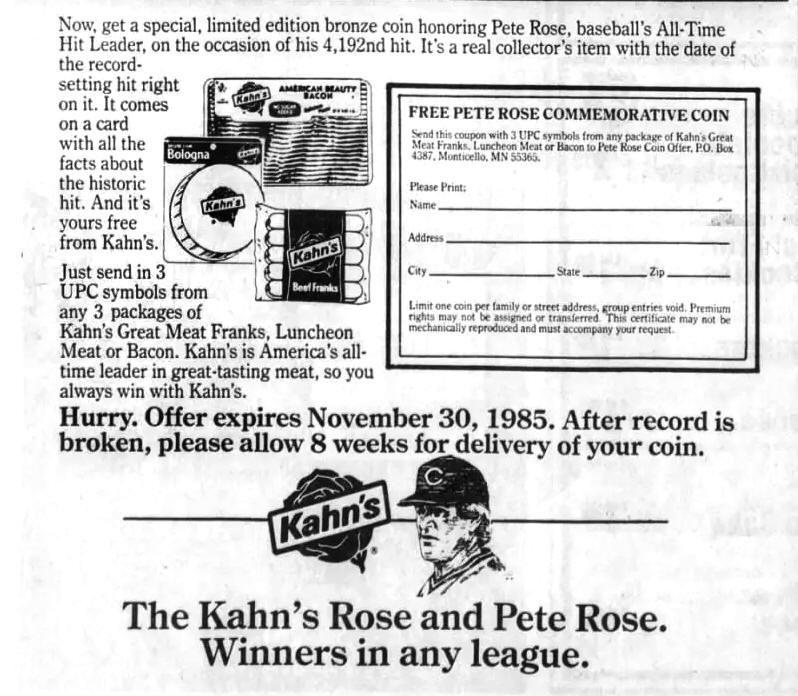 Now, get a special, limited edition bronze coin honoring Pete Rose, baseball's All-Time
Hit Leader, on the occasion of his 4,192nd hit. It's a real collector's item with the date of
the record-
setting hit right
on it. It comes
on a card
with all the
facts about
the historic
hit. And it's
yours free
from Kahn's.
Just send in 3
UPC symbols from
any 3 packages of
Kahn's Great Meat Franks, Luncheon
Meat or Bacon. Kahn's is America's all-
time leader in great-tasting meat, so you
always win with Kahn's.
Kahn's
AMERICAN BEAUTY
BACON
Bologna
Kahn's
Kahn's
Kahn's
Beef Franks
FREE PETE ROSE COMMEMORATIVE COIN
Send this coupon with 3 UPC symbols from any package of Kahn's Great
Meat Franks, Luncheon Meat or Bacon to Pete Rose Coin Offer, P.O. Box
4387, Monticello, MN 55365.
Please Print:
Name
Address
City State Zip
Limit one coin per family or street address, group entries void. Premium
rights may not be assigned or transferred. This certificate may not be
mechanically reproduced and must accompany your request.
Hurry. Offer expires November 30, 1985. After record is
broken, please allow 8 weeks for delivery of your coin.
C
Kahn's
®
The Kahn's Rose and Pete Rose.
Winners in any league.